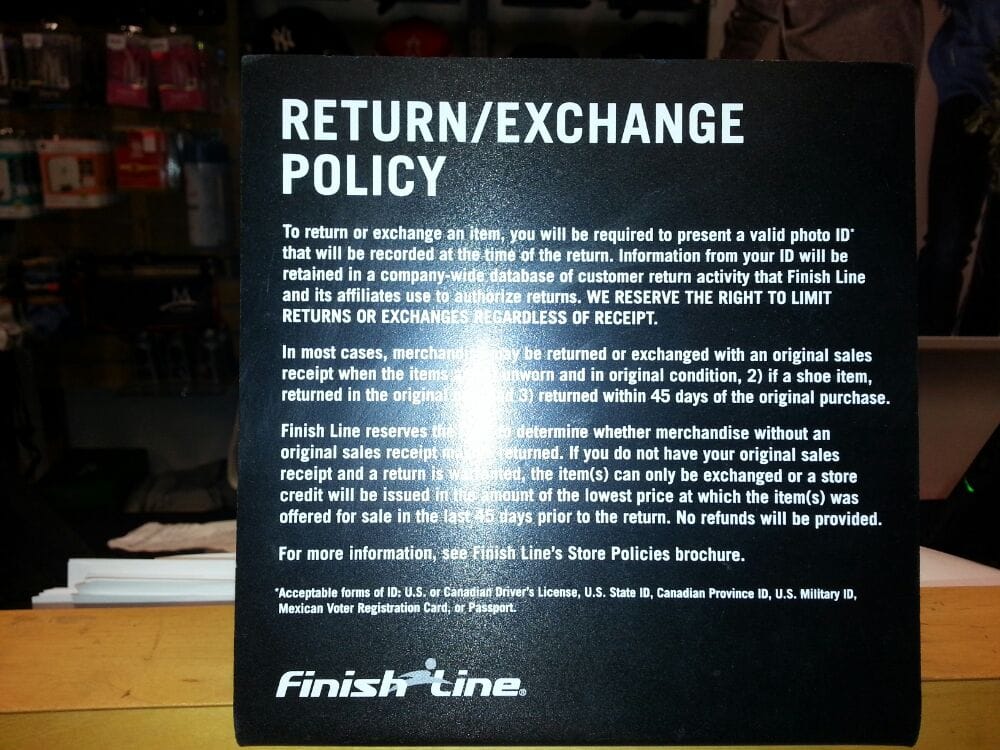 RETURN/EXCHANGE
POLICY
To return or exchange an item, you will be required to present a valid photo ID*
that will be recorded at the time of the return. Information from your ID will be
retained in a company-wide database of customer return activity that Finish Line
and its affiliates use to authorize returns. WE RESERVE THE RIGHT TO LIMIT
RETURNS OR EXCHANGES REGARDLESS OF RECEIPT.
In most cases, merchandise may be returned or exchanged with an original sales
receipt when the items unworn and in original condition, 2) if a shoe item,
returned in the original 3) returned within 45 days of the original purchase.
Finish Line reserves the to determine whether merchandise without an
original sales receipt may returned. If you do not have your original sales
receipt and a return is warranted, the item(s) can only be exchanged or a store
credit will be issued in the amount of the lowest price at which the item(s) was
offered for sale in the last 45 days prior to the return. No refunds will be provided.
For more information, see Finish Line's Store Policies brochure.
*Acceptable forms of ID: U.S. or Canadian Driver's License, U.S. State ID, Canadian Province ID, U.S. Military ID,
Mexican Voter Registration Card, or Passport.
Finish Line®